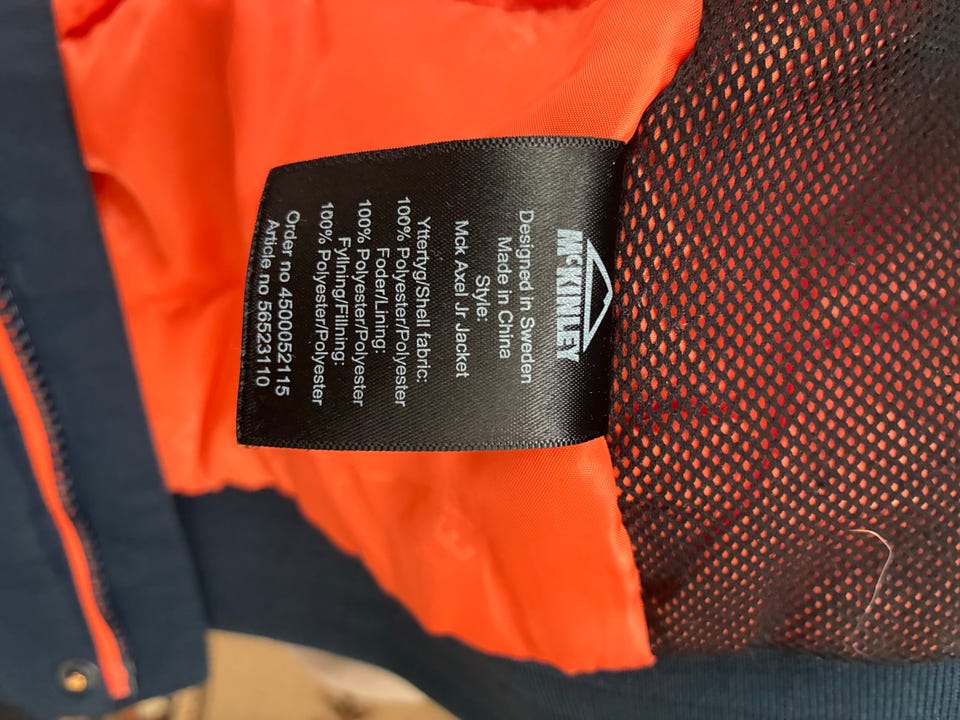 McKINLEY
Designed in Sweden
Made in China
Style:
Mck Axel Jr Jacket
Yttertyg/Shell fabric:
100% Polyester/Polyester
Foder/Lining:
100% Polyester/Polyester
Fyllning/Fillning:
100% Polyester/Polyester
Order no 4500052115
Article no 56523110